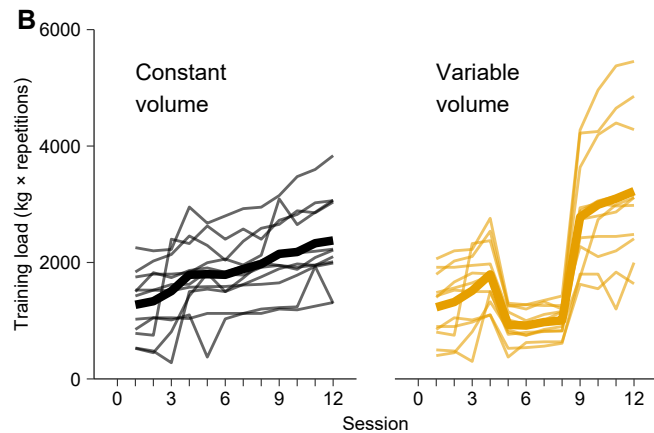 B
6000
4000
2000
0
Training load (kg × repetitions)
Constant
volume
Variable
volume
0 3 6 9 12
0 3 6 9 12
Session